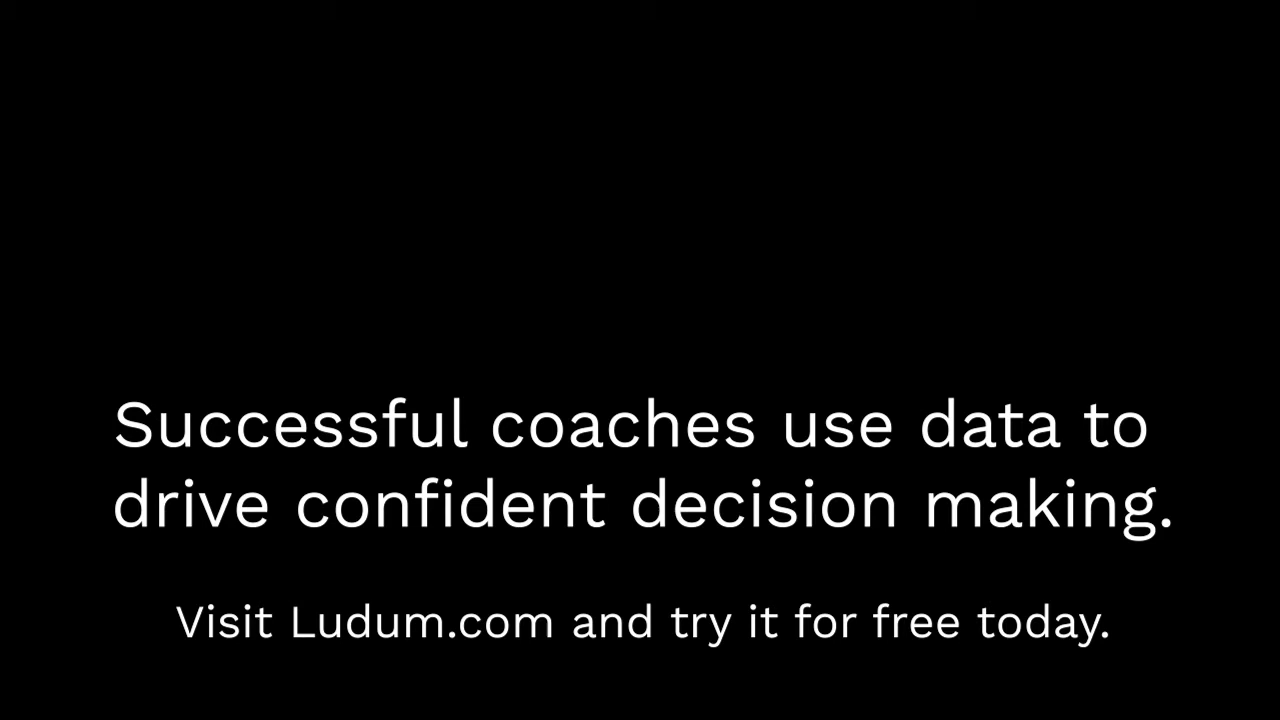 Successful coaches use data to
drive confident decision making.
Visit Ludum.com and try it for free today.